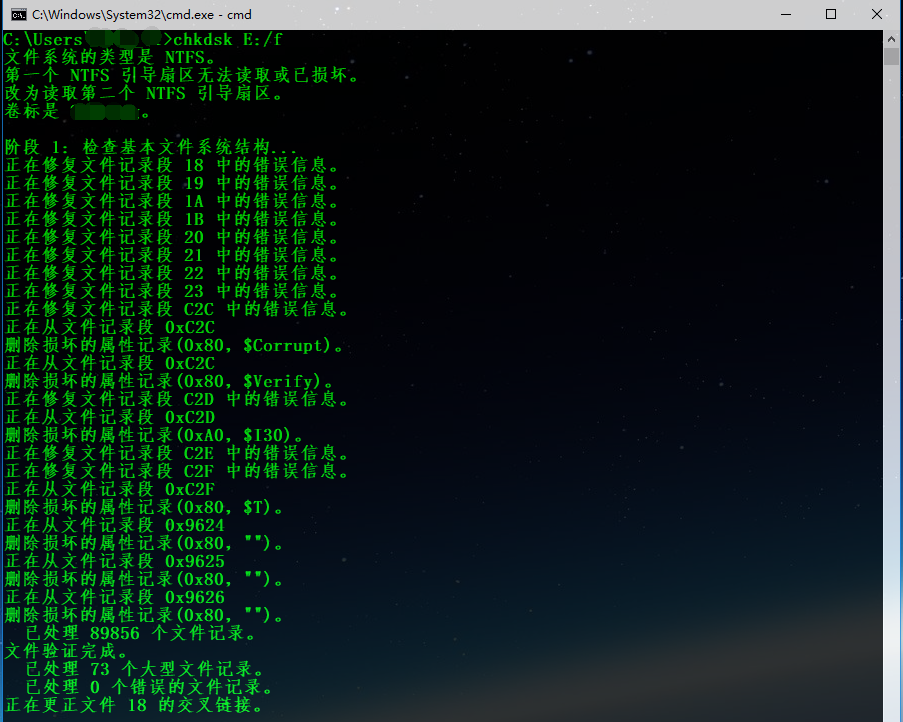 C:\Windows\System32\cmd.exe - cmd
C:\Users\ >chkdsk E:/f
文件系统的类型是 NTFS。
第一个 NTFS 引导扇区无法读取或已损坏。
改为读取第二个 NTFS 引导扇区。
卷标是 。
阶段 1: 检查基本文件系统结构...
正在修复文件记录段 18 中的错误信息。
正在修复文件记录段 19 中的错误信息。
正在修复文件记录段 1A 中的错误信息。
正在修复文件记录段 1B 中的错误信息。
正在修复文件记录段 20 中的错误信息。
正在修复文件记录段 21 中的错误信息。
正在修复文件记录段 22 中的错误信息。
正在修复文件记录段 23 中的错误信息。
正在修复文件记录段 C2C 中的错误信息。
正在从文件记录段 0xC2C
删除损坏的属性记录(0x80, $Corrupt)。
正在从文件记录段 0xC2C
删除损坏的属性记录(0x80, $Verify)。
正在修复文件记录段 C2D 中的错误信息。
正在从文件记录段 0xC2D
删除损坏的属性记录(0xA0, $I30)。
正在修复文件记录段 C2E 中的错误信息。
正在修复文件记录段 C2F 中的错误信息。
正在从文件记录段 0xC2F
删除损坏的属性记录(0x80, $T)。
正在从文件记录段 0x9624
删除损坏的属性记录(0x80, "")。
正在从文件记录段 0x9625
删除损坏的属性记录(0x80, "")。
正在从文件记录段 0x9626
删除损坏的属性记录(0x80, "")。
已处理 89856 个文件记录。
文件验证完成。
已处理 73 个大型文件记录。
已处理 0 个错误的文件记录。
正在更正文件 18 的交叉链接。